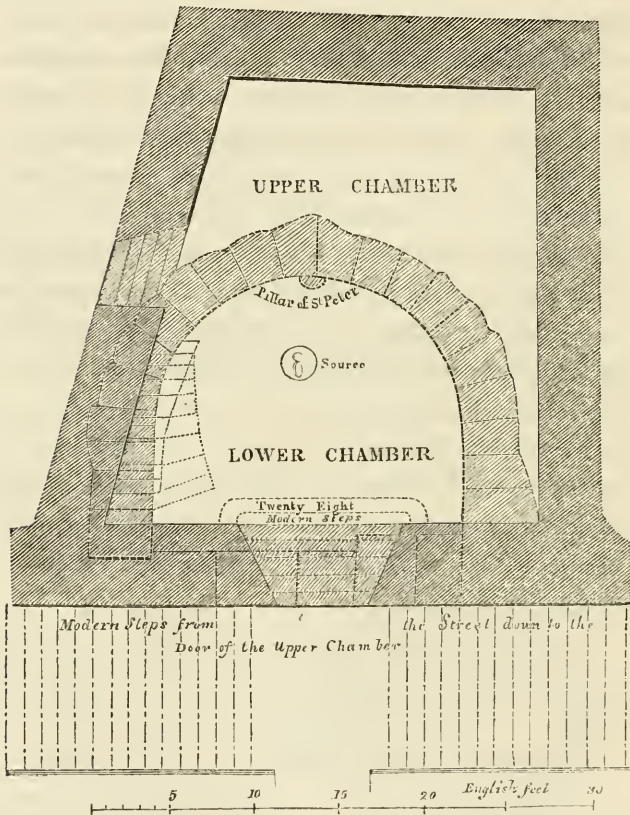 UPPER CHAMBER
Pillar of St Peter
Source
LOWER CHAMBER
Twenty Eight
Modern Steps
Modern Steps from the Street down to the
Door of the Upper Chamber
English feet
5 10 15 20 30